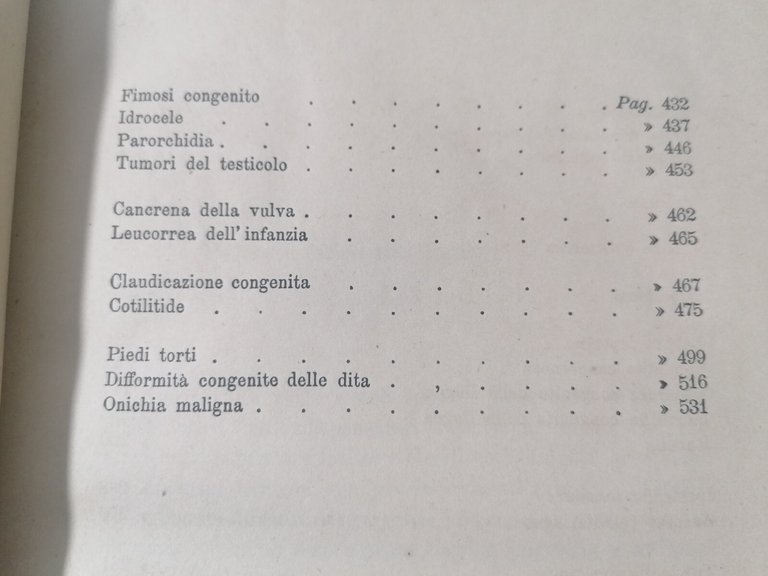 Fimosi congenito . . . . . . . . Pag. 432
Idrocele . . . . . . . . . . » 437
Parorchidia . . . . . . . . . . » 446
Tumori del testicolo . . . . . . . . » 453
Cancrena della vulva . . . . . . . . » 462
Leucorrea dell'infanzia . . . . . . . » 465
Claudicazione congenita . . . . . . . » 467
Cotilitide . . . . . . . . . . » 475
Piedi torti . . . . . . . . . . » 499
Difformità congenite delle dita . , . . . . » 516
Onichia maligna . . . . . . . . . » 531